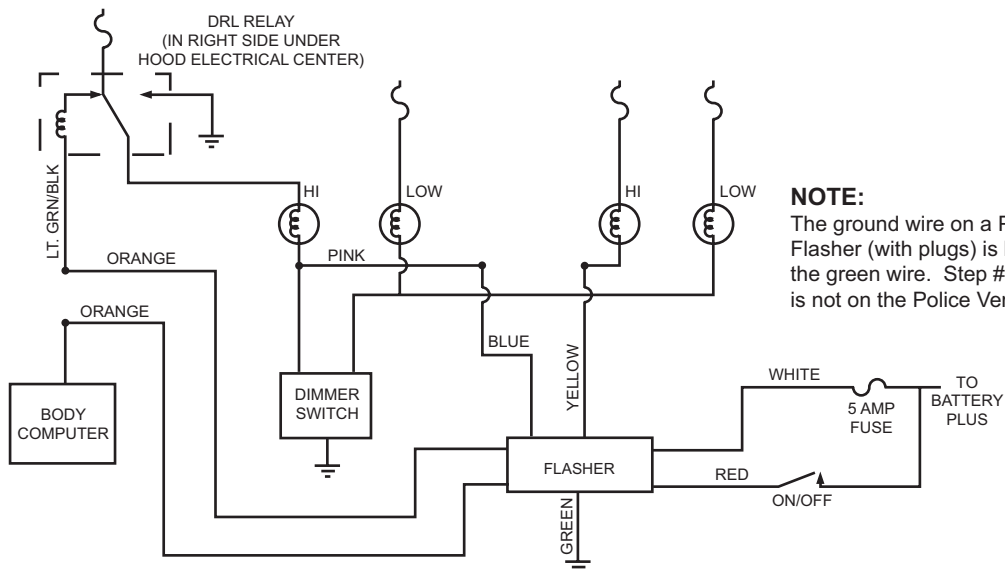 DRL RELAY
(IN RIGHT SIDE UNDER
HOOD ELECTRICAL CENTER)
LT. GRN/BLK
HI
LOW
HI
LOW
NOTE:
The ground wire on a
Flasher (with plugs) is
the green wire. Step #
is not on the Police
ORANGE
PINK
ORANGE
BLUE
YELLOW
BODY
COMPUTER
DIMMER
SWITCH
WHITE
5 AMP
FUSE
TO
BATTERY
PLUS
FLASHER
RED
ON/OFF
GREEN